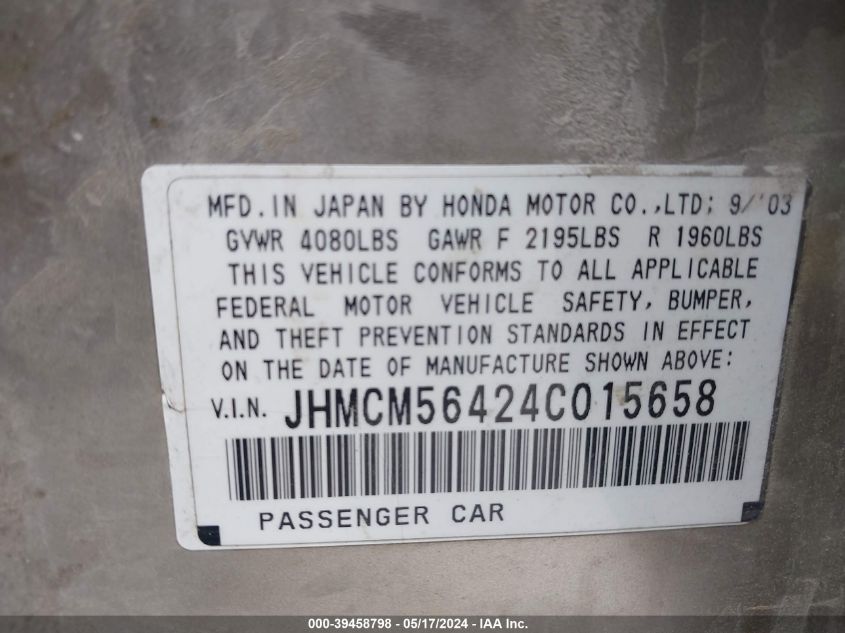 MFD. IN JAPAN BY HONDA MOTOR CO.,LTD; 9/'03
GVWR 4080LBS GAWR F 2195LBS R 1960LBS
THIS VEHICLE CONFORMS TO ALL APPLICABLE
FEDERAL MOTOR VEHICLE SAFETY, BUMPER,
AND THEFT PREVENTION STANDARDS IN EFFECT
ON THE DATE OF MANUFACTURE SHOWN ABOVE:
V.I.N. JHMCM56424C015658
PASSENGER CAR
000-39458798 - 05/17/2024 - IAA Inc.